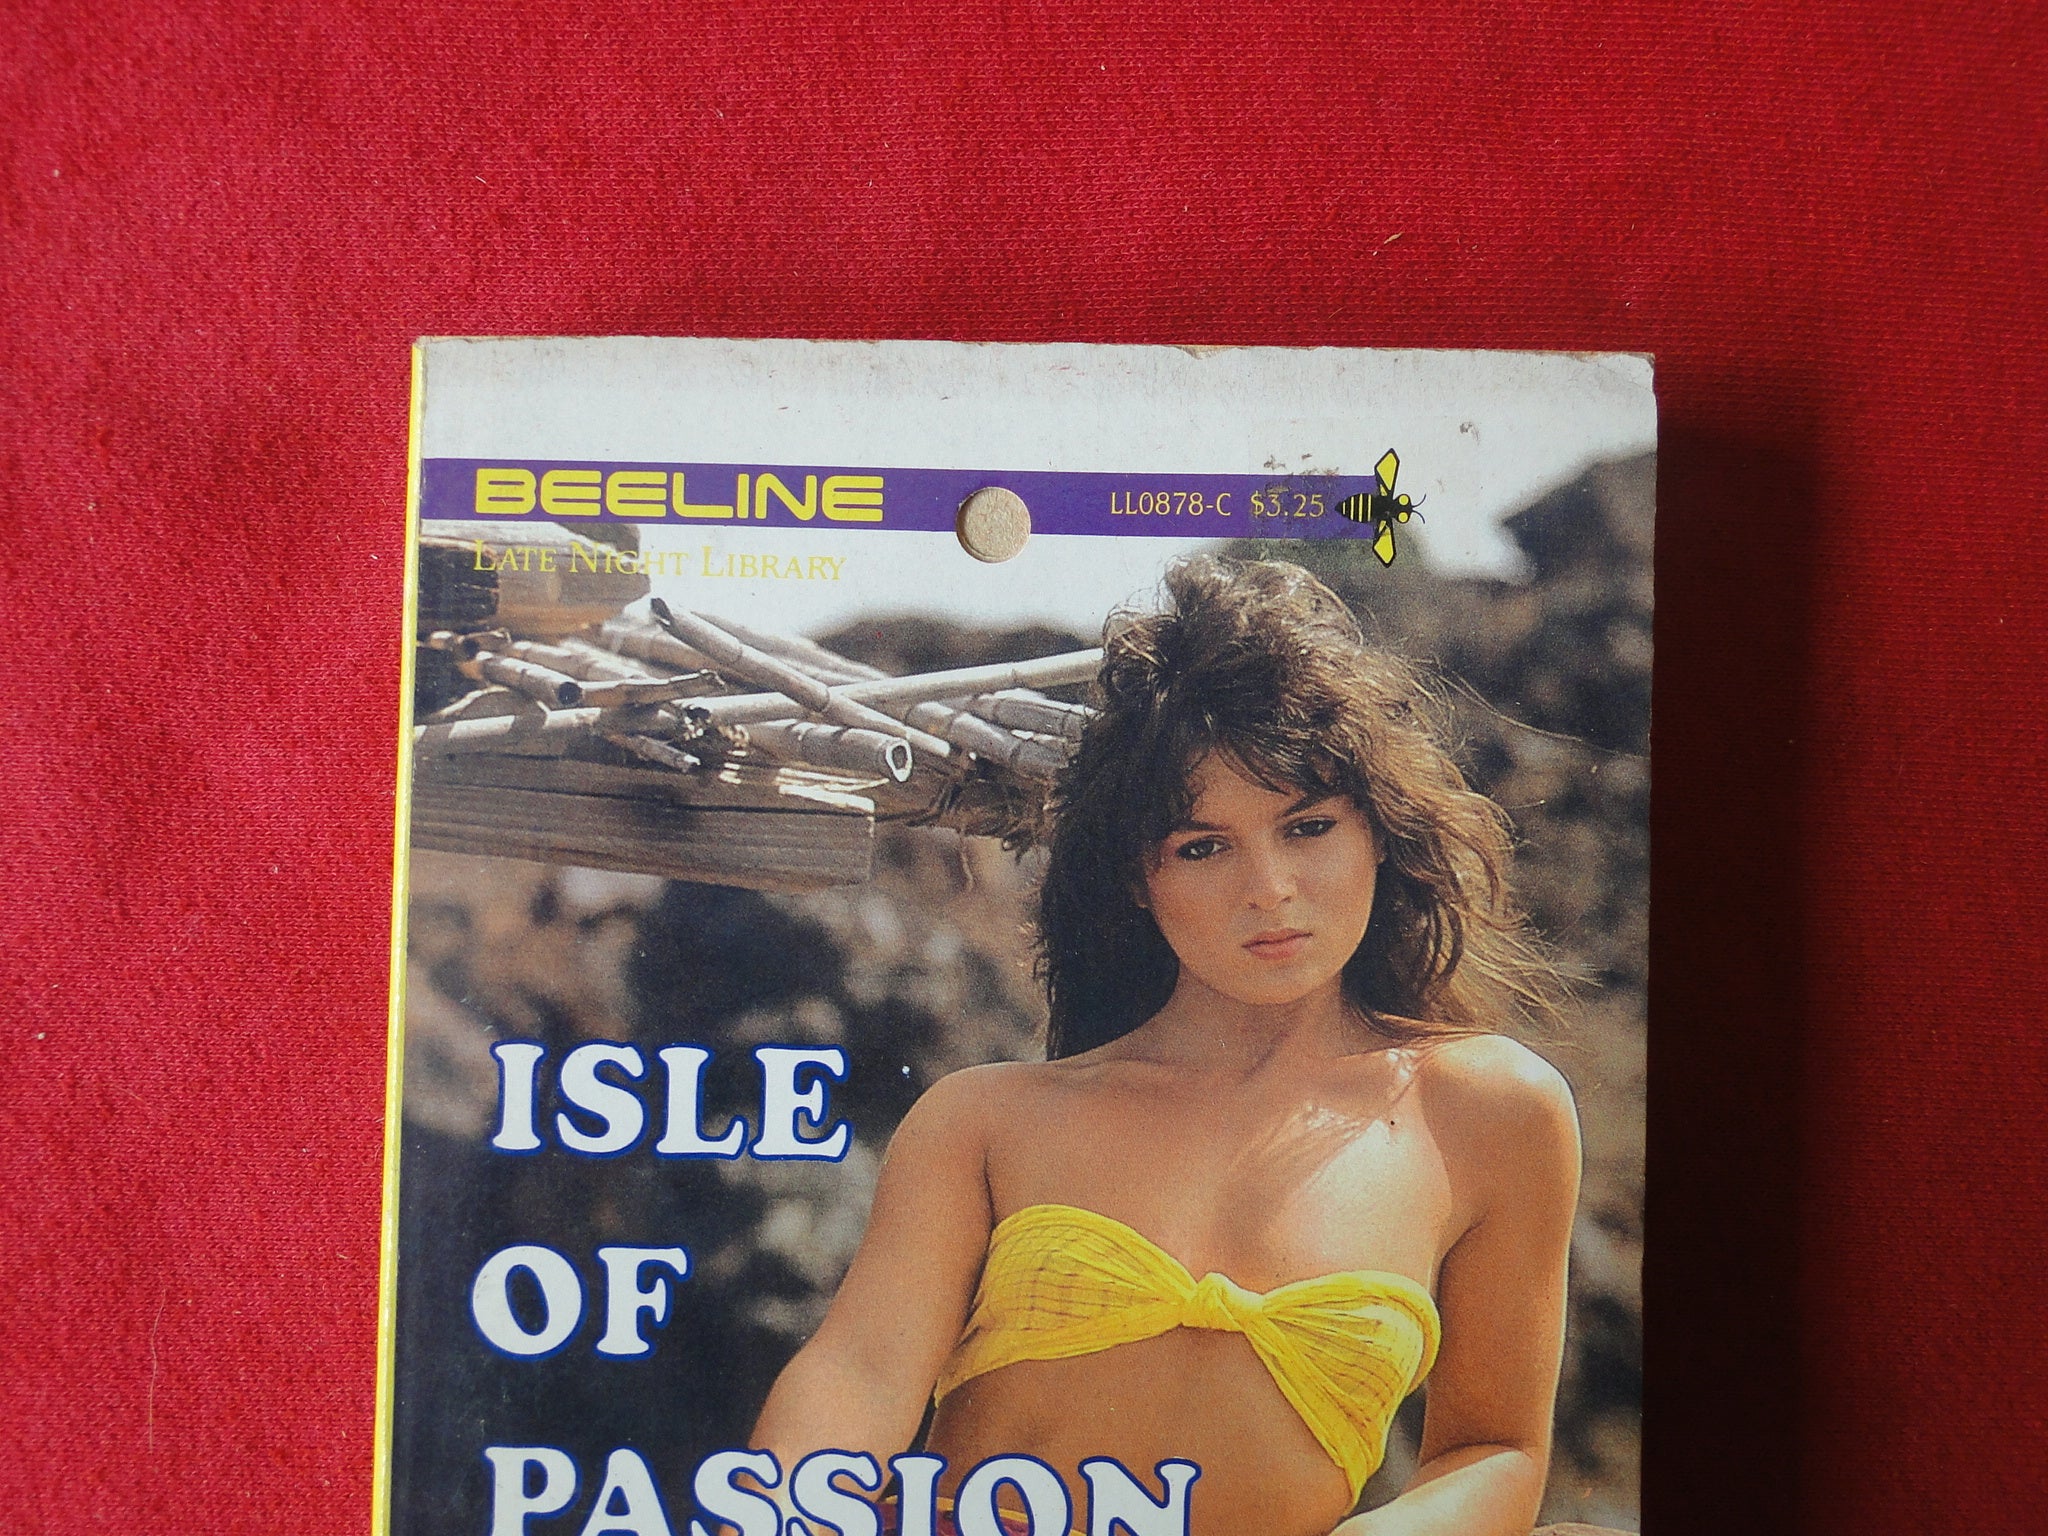 BEELINE LL0878-C $3.25
LATE NIGHT LIBRARY
ISLE
OF
PASSION